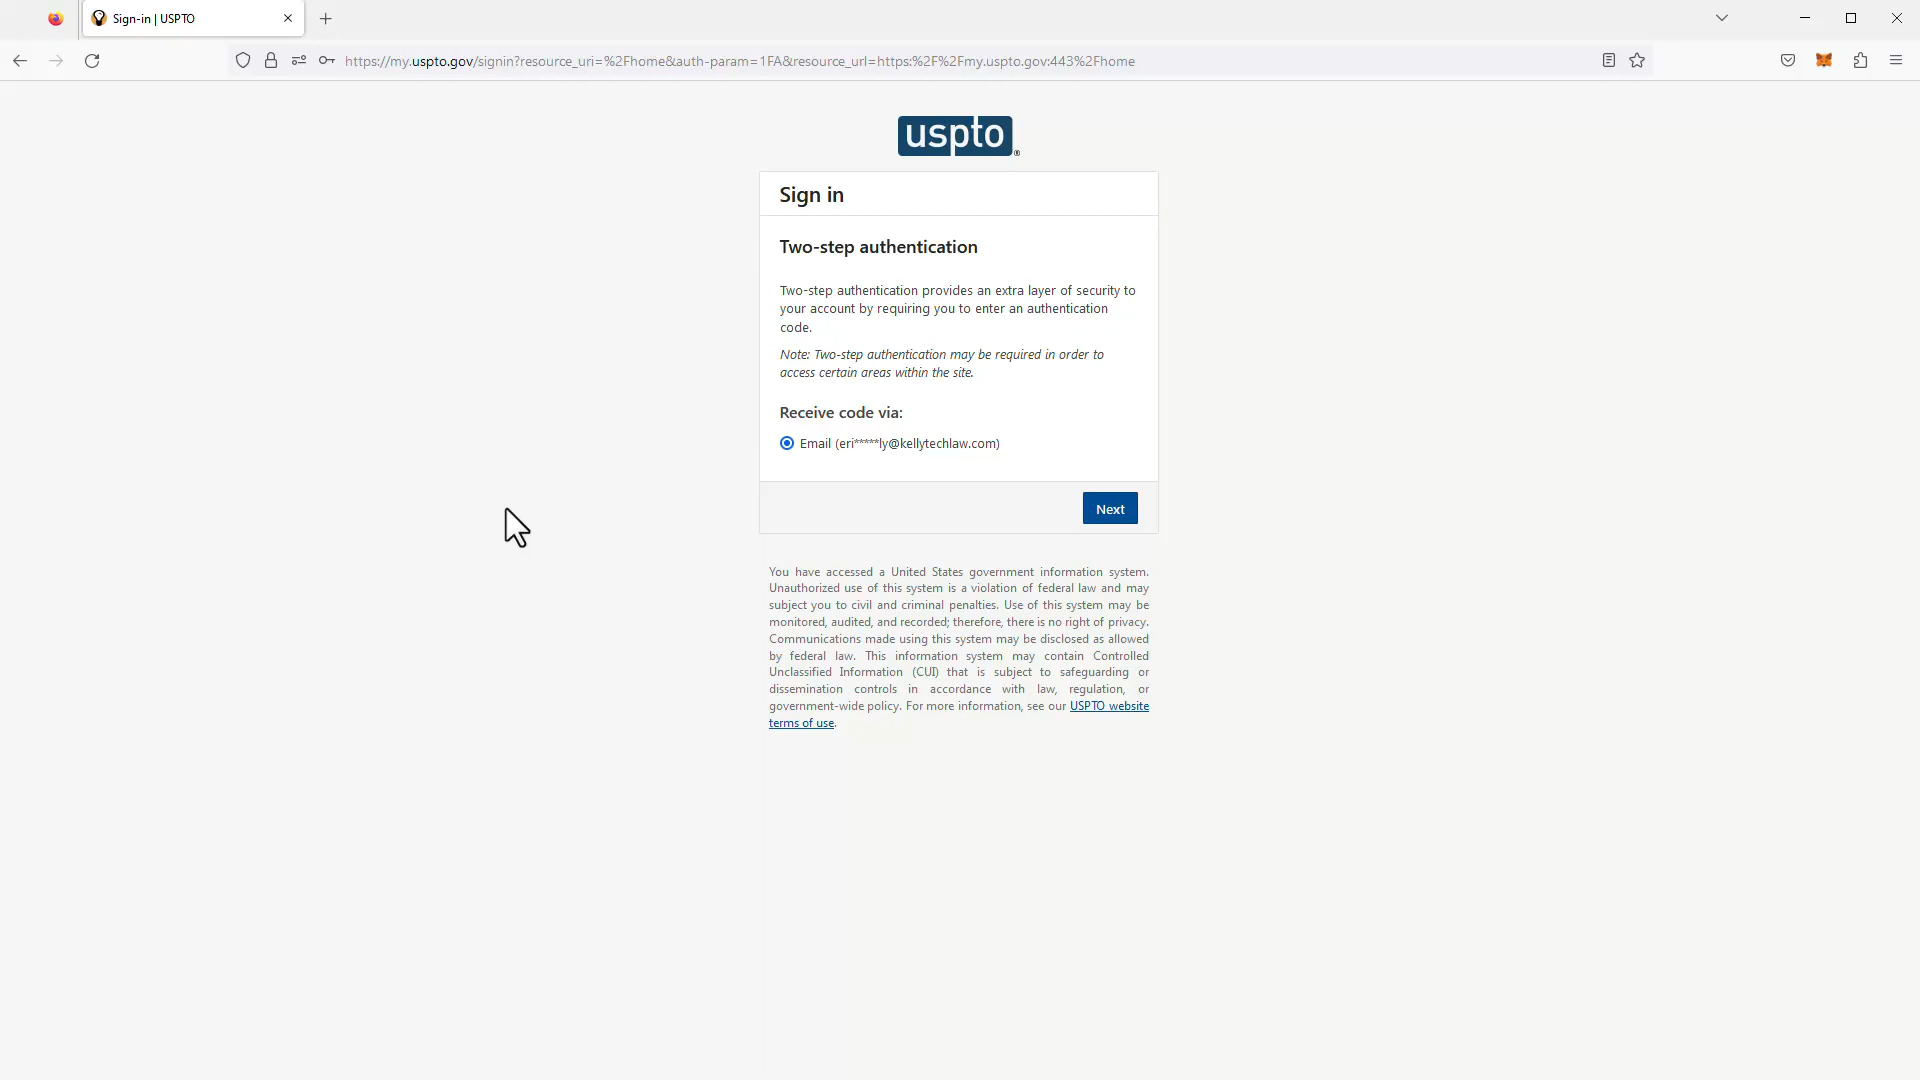 Sign-in | USPTO
https://my.uspto.gov/signin?resource_uri=%2Fhome&auth-param=1FA&resource_url=https:%2F%2Fmy.uspto.gov:443%2Fhome
uspto®
Sign in
Two-step authentication
Two-step authentication provides an extra layer of security to
your account by requiring you to enter an authentication
code.
Note: Two-step authentication may be required in order to
access certain areas within the site.
Receive code via:
Email (eri*****ly@kellytechlaw.com)
Next
You have accessed a United States government information system.
Unauthorized use of this system is a violation of federal law and may
subject you to civil and criminal penalties. Use of this system may be
monitored, audited, and recorded; therefore, there is no right of privacy.
Communications made using this system may be disclosed as allowed
by federal law. This information system may contain Controlled
Unclassified Information (CUI) that is subject to safeguarding or
dissemination controls in accordance with law, regulation, or
government-wide policy. For more information, see our USPTO website
terms of use.